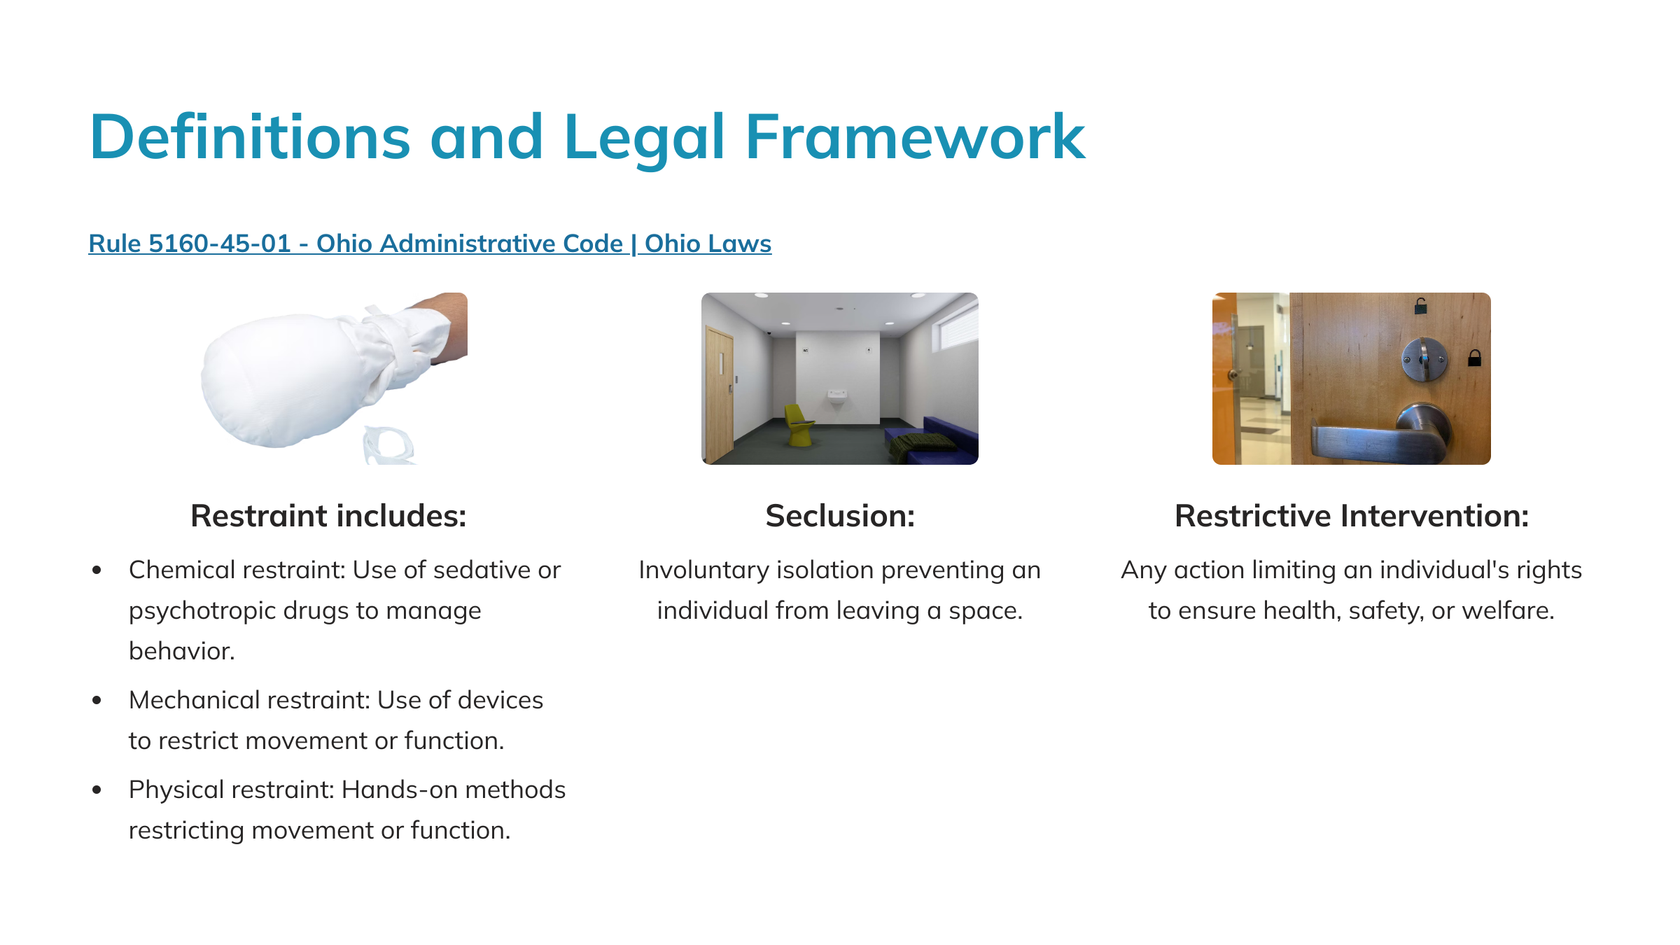 Definitions and Legal Framework
Rule 5160-45-01 - Ohio Administrative Code | Ohio Laws
Restraint includes:
• Chemical restraint: Use of sedative or
psychotropic drugs to manage
behavior.
• Mechanical restraint: Use of devices
to restrict movement or function.
• Physical restraint: Hands-on methods
restricting movement or function.
Seclusion:
Involuntary isolation preventing an
individual from leaving a space.
Restrictive Intervention:
Any action limiting an individual's rights
to ensure health, safety, or welfare.